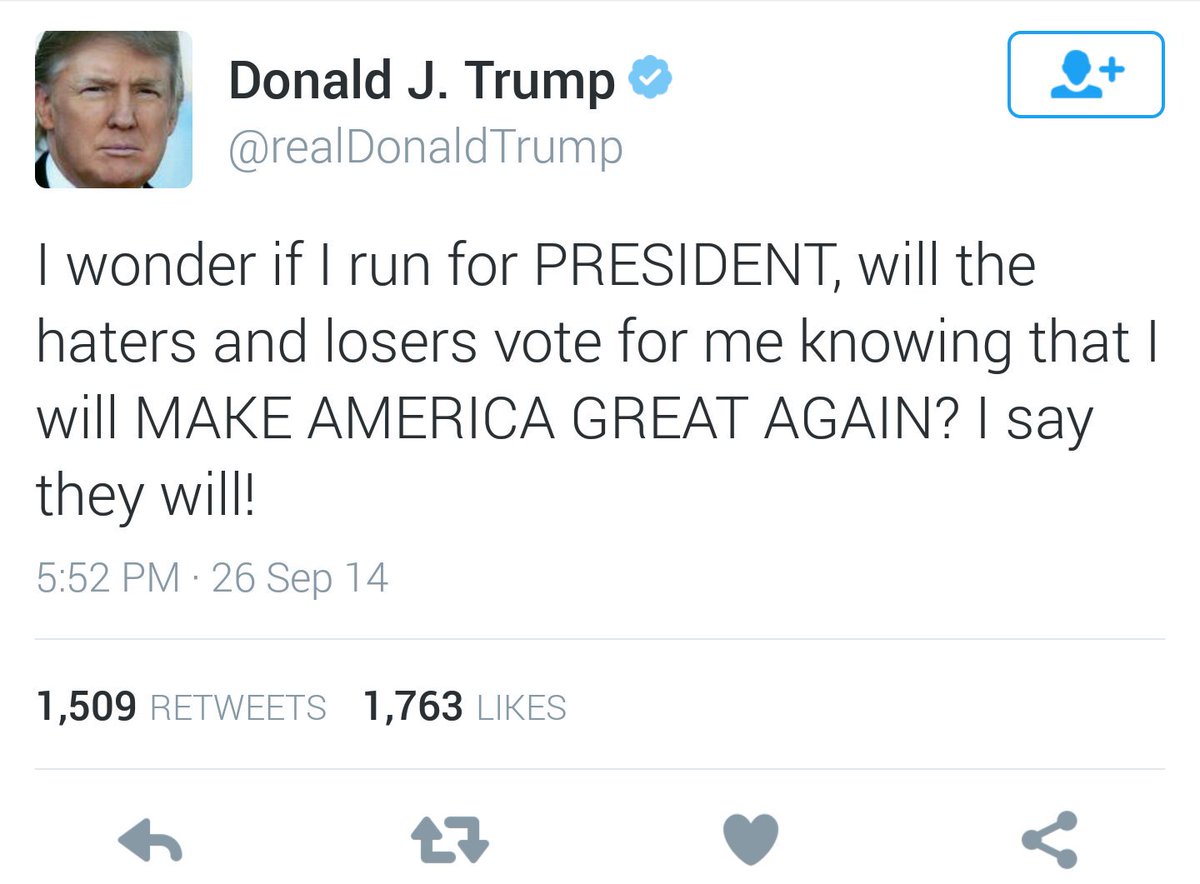 Donald J. Trump
@realDonaldTrump
I wonder if I run for PRESIDENT, will the
haters and losers vote for me knowing that I
will MAKE AMERICA GREAT AGAIN? I say
they will!
5:52 PM · 26 Sep 14
1,509 RETWEETS 1,763 LIKES